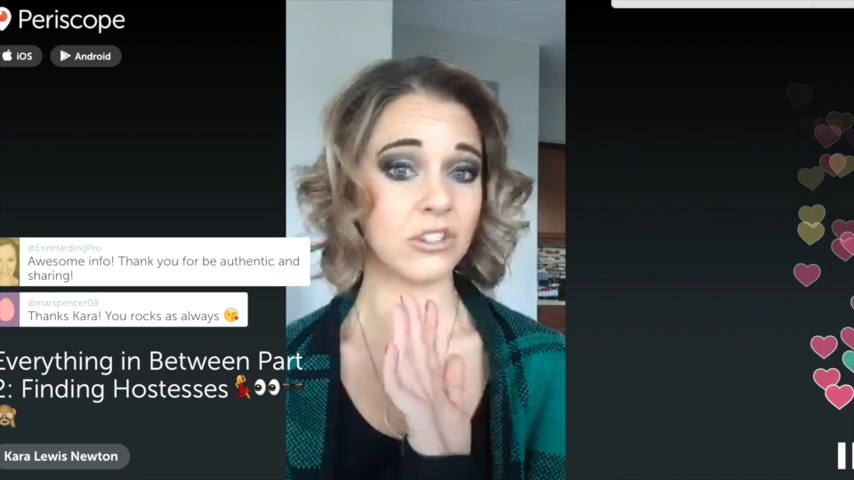 Periscope
iOS
Android
@ErinHardingPro
Awesome info! Thank you for be authentic and
sharing!
@marspencer08
Thanks Kara! You rocks as always 😘
Everything in Between Part
2: Finding Hostesses💃👀🕶️
🙈
Kara Lewis Newton